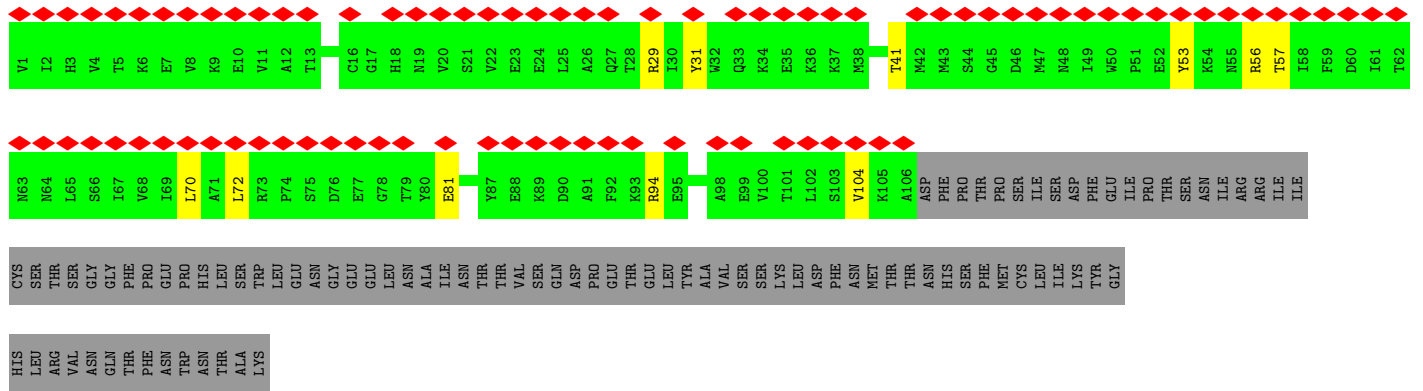 V1 I2 H3 V4 T5 K6 E7 V8 K9 E10 V11 A12 T13 C16 G17 H18 N19 V20 S21 V22 E23 E24 L25 A26 Q27 T28 R29 I30 Y31 W32 Q33 K34 E35 K36 K37 M38 T41 M42 M43 S44 G45 D46 M47 N48 I49 W50 P51 E52 Y53 K54 N55 R56 T57 I58 F59 D60 I61 T62
N63 N64 L65 S66 I67 V68 I69 L70 A71 L72 R73 P74 S75 D76 E77 G78 T79 Y80 E81 Y87 E88 K89 D90 A91 F92 K93 R94 E95 A98 E99 V100 T101 L102 S103 V104 K105 A106 ASP PHE PRO THR PRO SER ILE SER ASP PHE GLU ILE PRO THR SER ASN ILE ARG ARG ILE ILE
CYS SER THR SER GLY GLY PHE PRO GLU PRO HIS LEU SER TRP LEU GLU ASN GLY GLU GLU LEU ASN ALA ILE ASN THR THR VAL SER GLN ASP PRO GLU THR GLU LEU TYR ALA VAL SER SER LYS LEU ASP PHE ASN MET THR THR ASN HIS SER PHE MET CYS LEU ILE LYS TYR GLY
HIS LEU ARG VAL ASN GLN THR PHE ASN TRP ASN THR ALA LYS